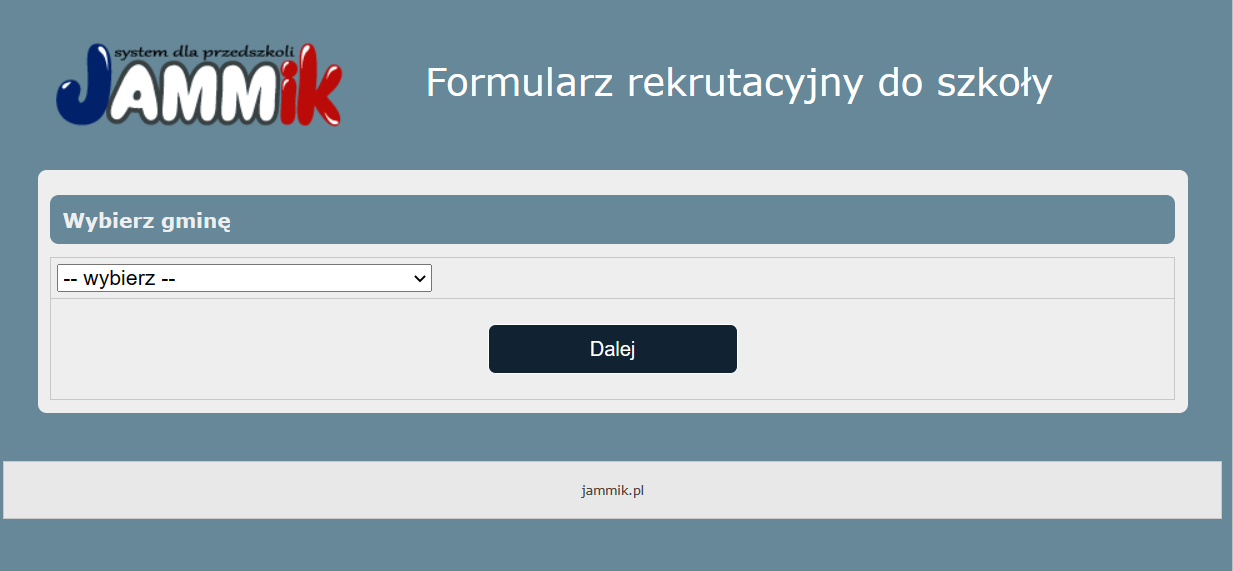 system dla przedszkoli
JAMMik
Formularz rekrutacyjny do szkoły
Wybierz gminę
-- wybierz --
Dalej
jammik.pl